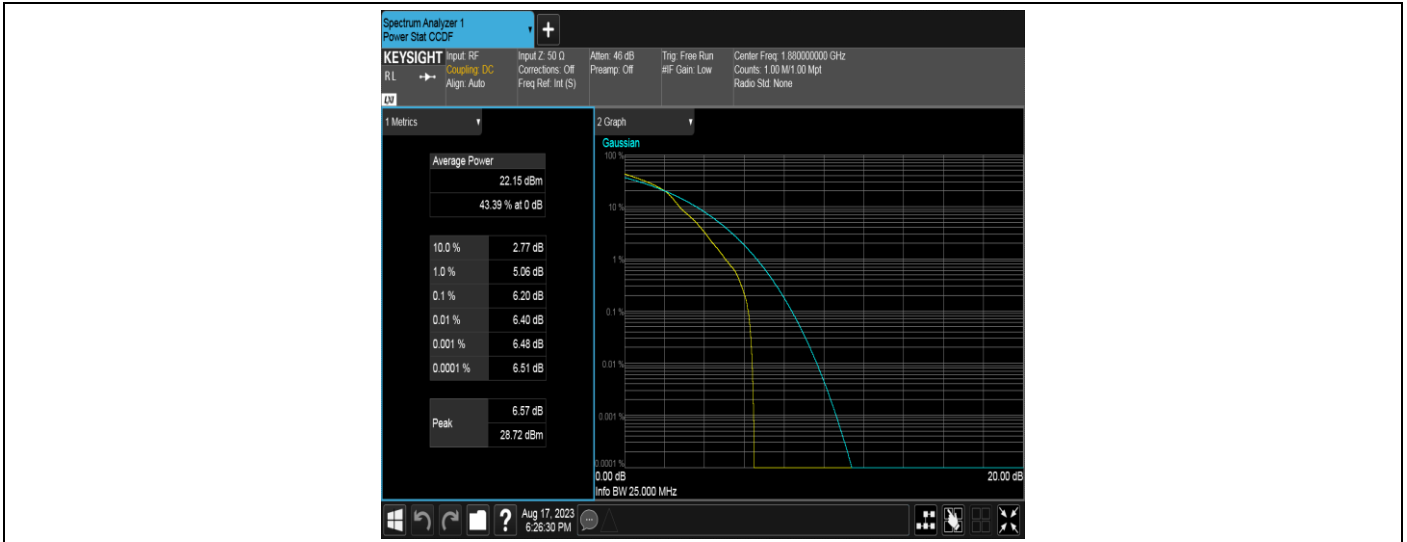 Spectrum Analyzer 1
Power Stat CCDF
+
KEYSIGHT
RL
LXI
Input: RF
Coupling: DC
Align: Auto
Input Z: 50 Ω
Corrections: Off
Freq Ref: Int (S)
Atten: 46 dB
Preamp: Off
Trig: Free Run
#IF Gain: Low
Center Freq: 1.880000000 GHz
Counts: 1.00 M/1.00 Mpt
Radio Std: None
1 Metrics
Average Power
22.15 dBm
43.39 % at 0 dB
10.0 % 2.77 dB
1.0 % 5.06 dB
0.1 % 6.20 dB
0.01 % 6.40 dB
0.001 % 6.48 dB
0.0001 % 6.51 dB
Peak
6.57 dB
28.72 dBm
2 Graph
Gaussian
100 %
10 %
1 %
0.1 %
0.01 %
0.001 %
0.0001 %
0.00 dB 20.00 dB
Info BW 25.000 MHz
?
Aug 17, 2023
6:26:30 PM